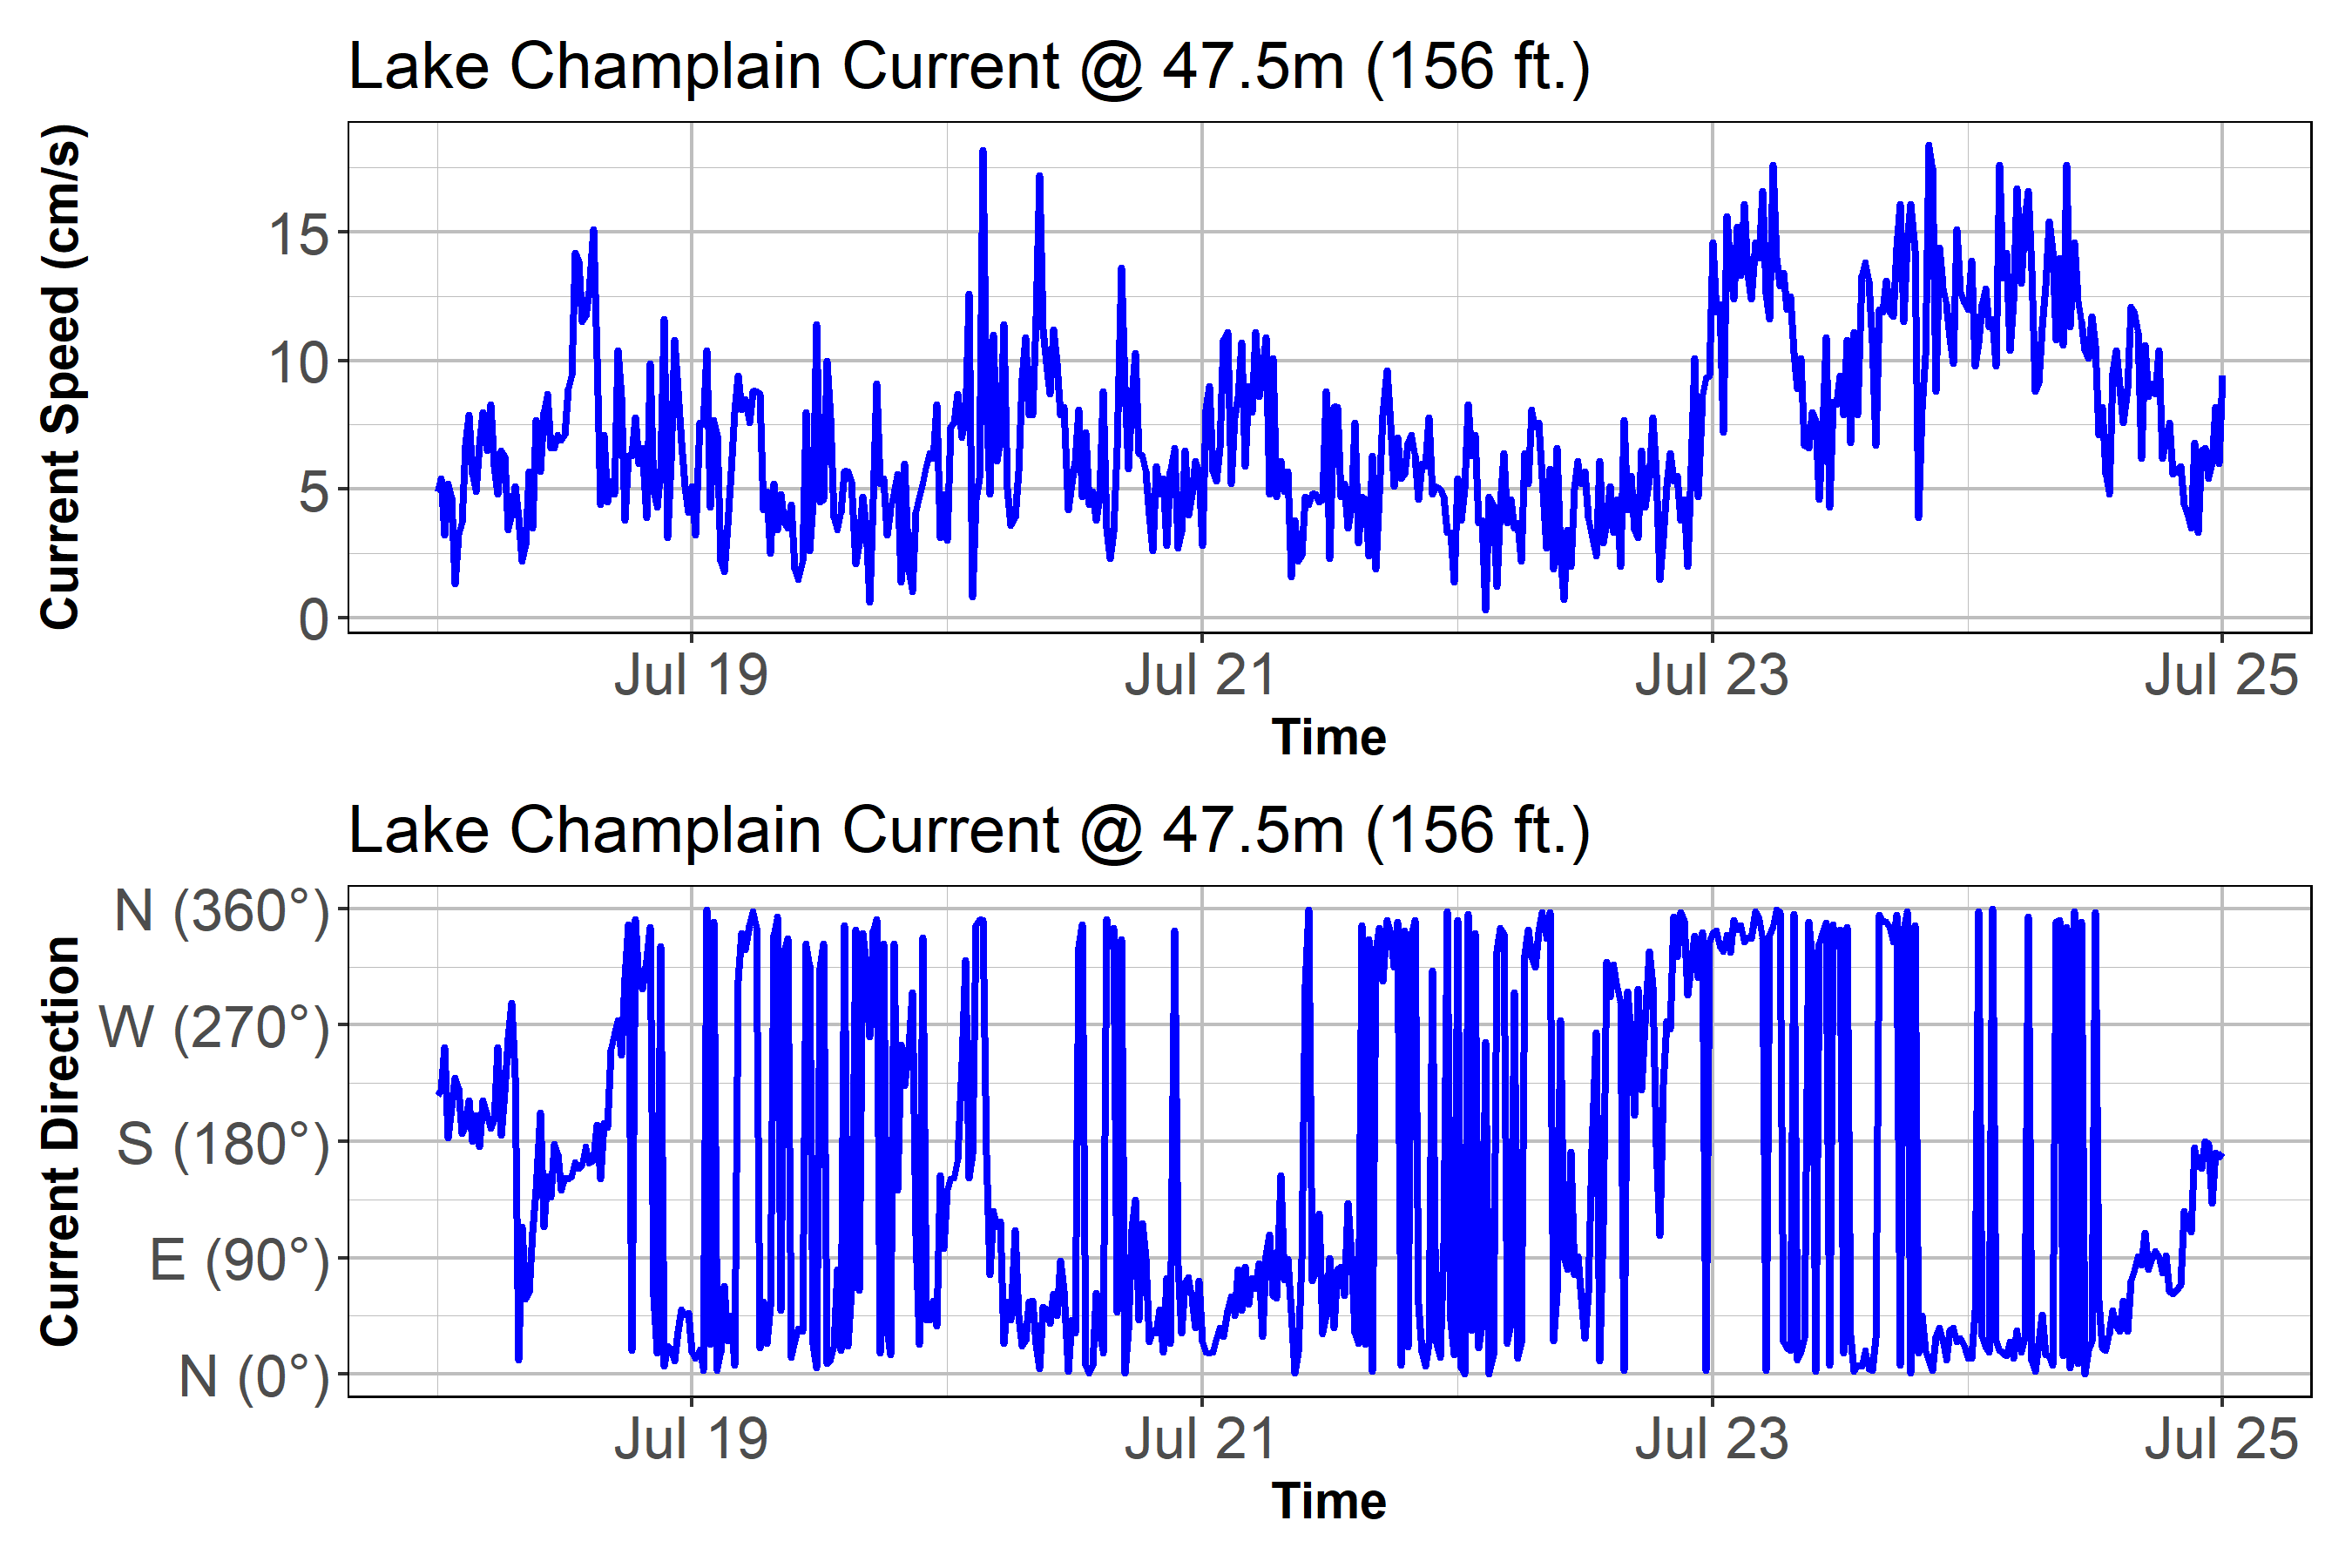 Lake Champlain Current @ 47.5m (156 ft.)
Current Speed (cm/s)
15
10
5
0
Jul 19 Jul 21 Jul 23 Jul 25
Time
Lake Champlain Current @ 47.5m (156 ft.)
Current Direction
N (360°)
W (270°)
S (180°)
E (90°)
N (0°)
Jul 19 Jul 21 Jul 23 Jul 25
Time